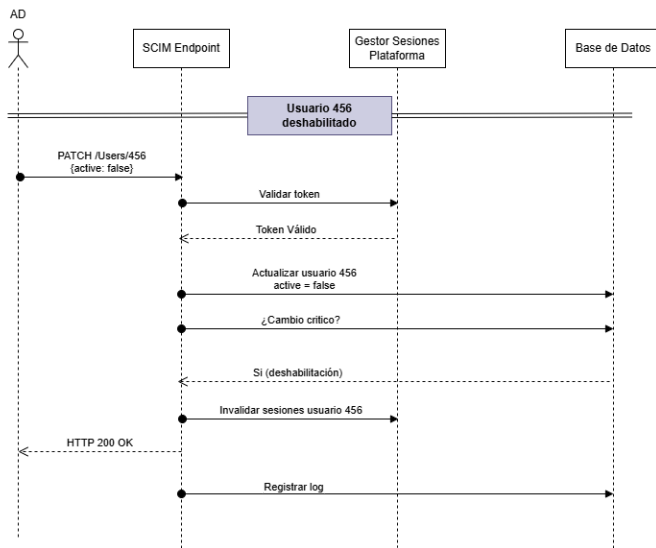 AD
SCIM Endpoint
Gestor Sesiones
Plataforma
Base de Datos
Usuario 456
deshabilitado
PATCH /Users/456
{active: false}
Validar token
Token Válido
Actualizar usuario 456
active = false
¿Cambio critico?
Si (deshabilitación)
Invalidar sesiones usuario 456
HTTP 200 OK
Registrar log